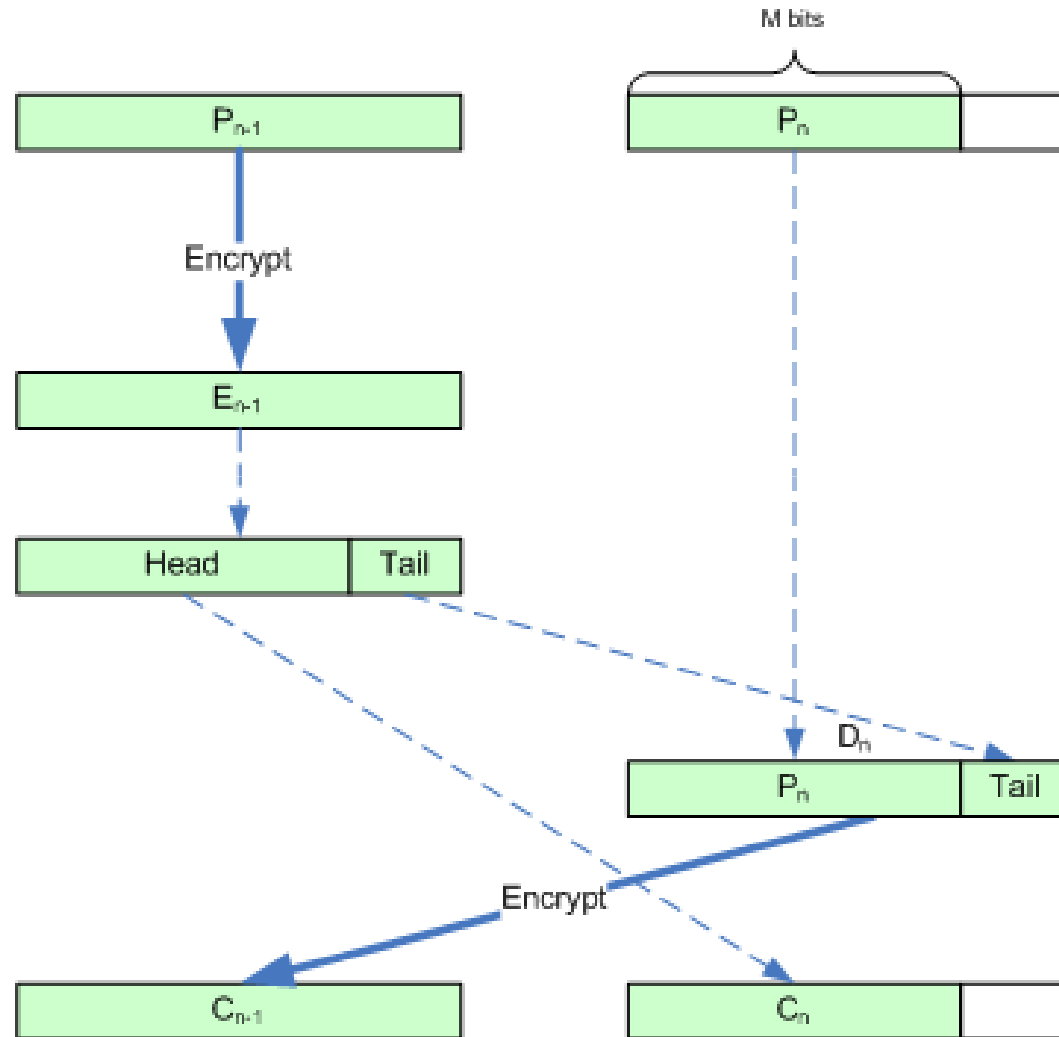 M bits
Pn-1
Pn
Encrypt
En-1
Head
Tail
Dn
Pn
Tail
Encrypt
Cn-1
Cn